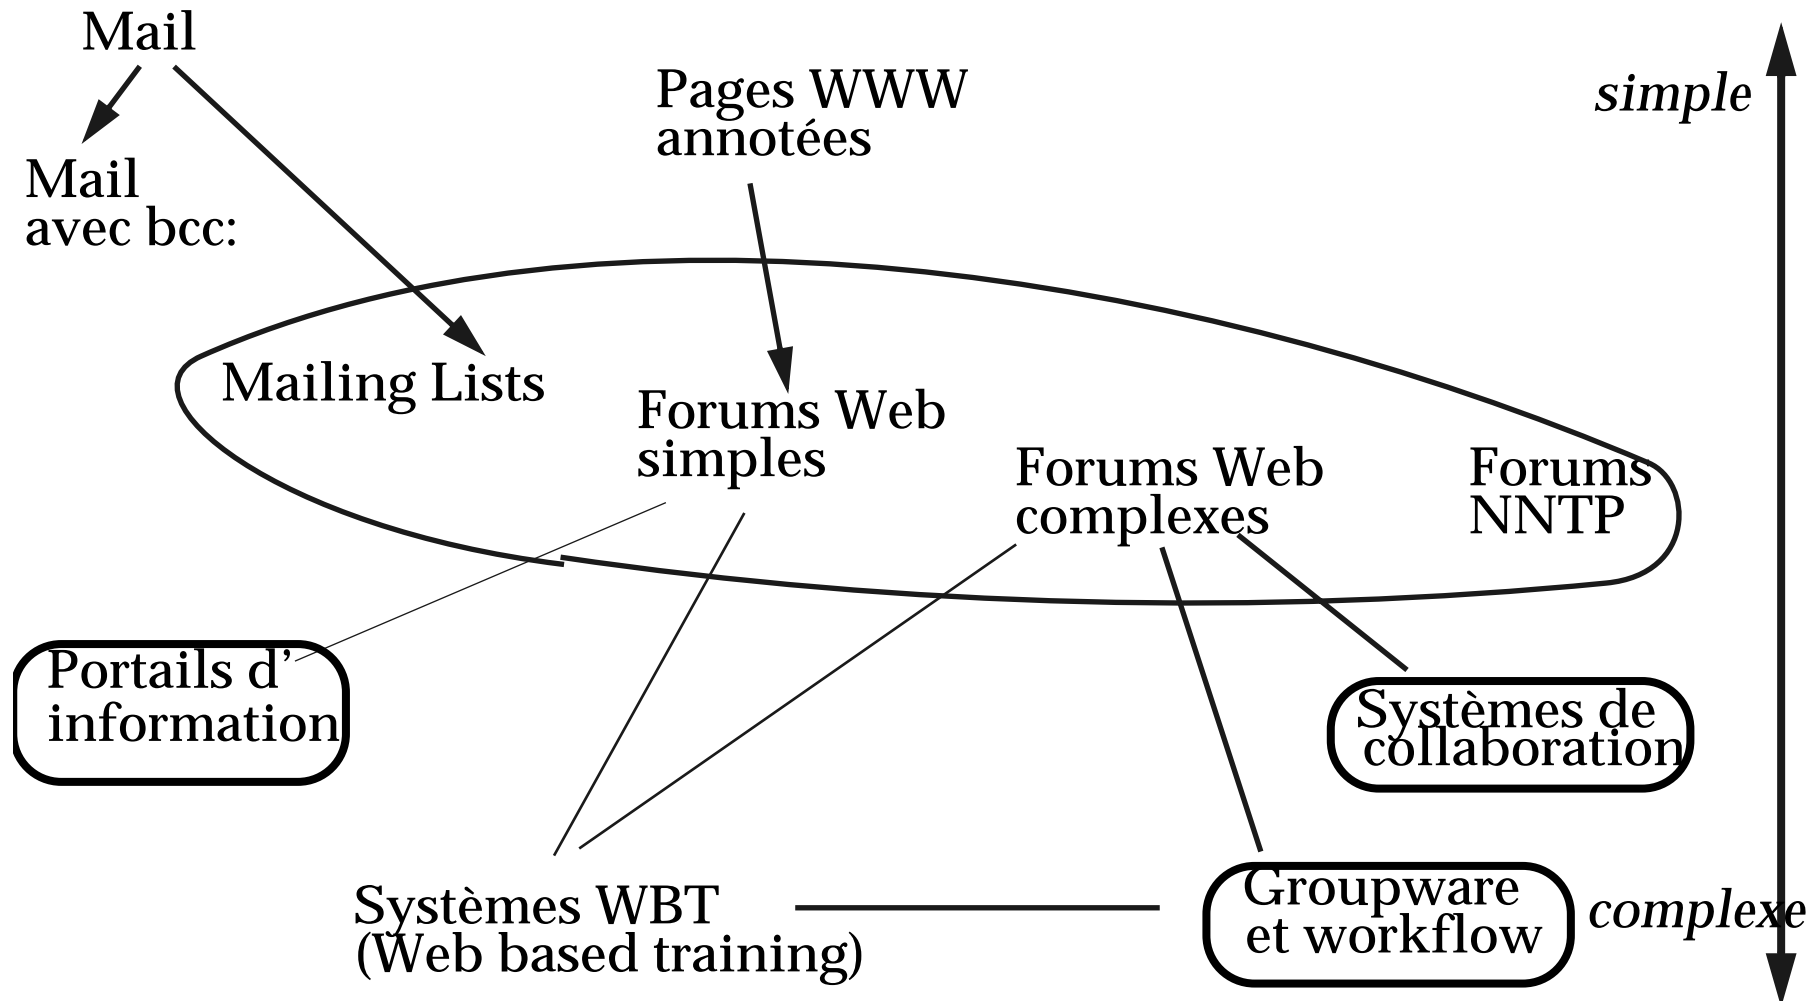 Mail
Pages WWW
annotées
simple
Mail
avec bcc:
Mailing Lists
Forums Web
simples
Forums Web
complexes
Forums
NNTP
Portails d’
information
Systèmes de
collaboration
Systèmes WBT
(Web based training)
Groupware
et workflow
complexe